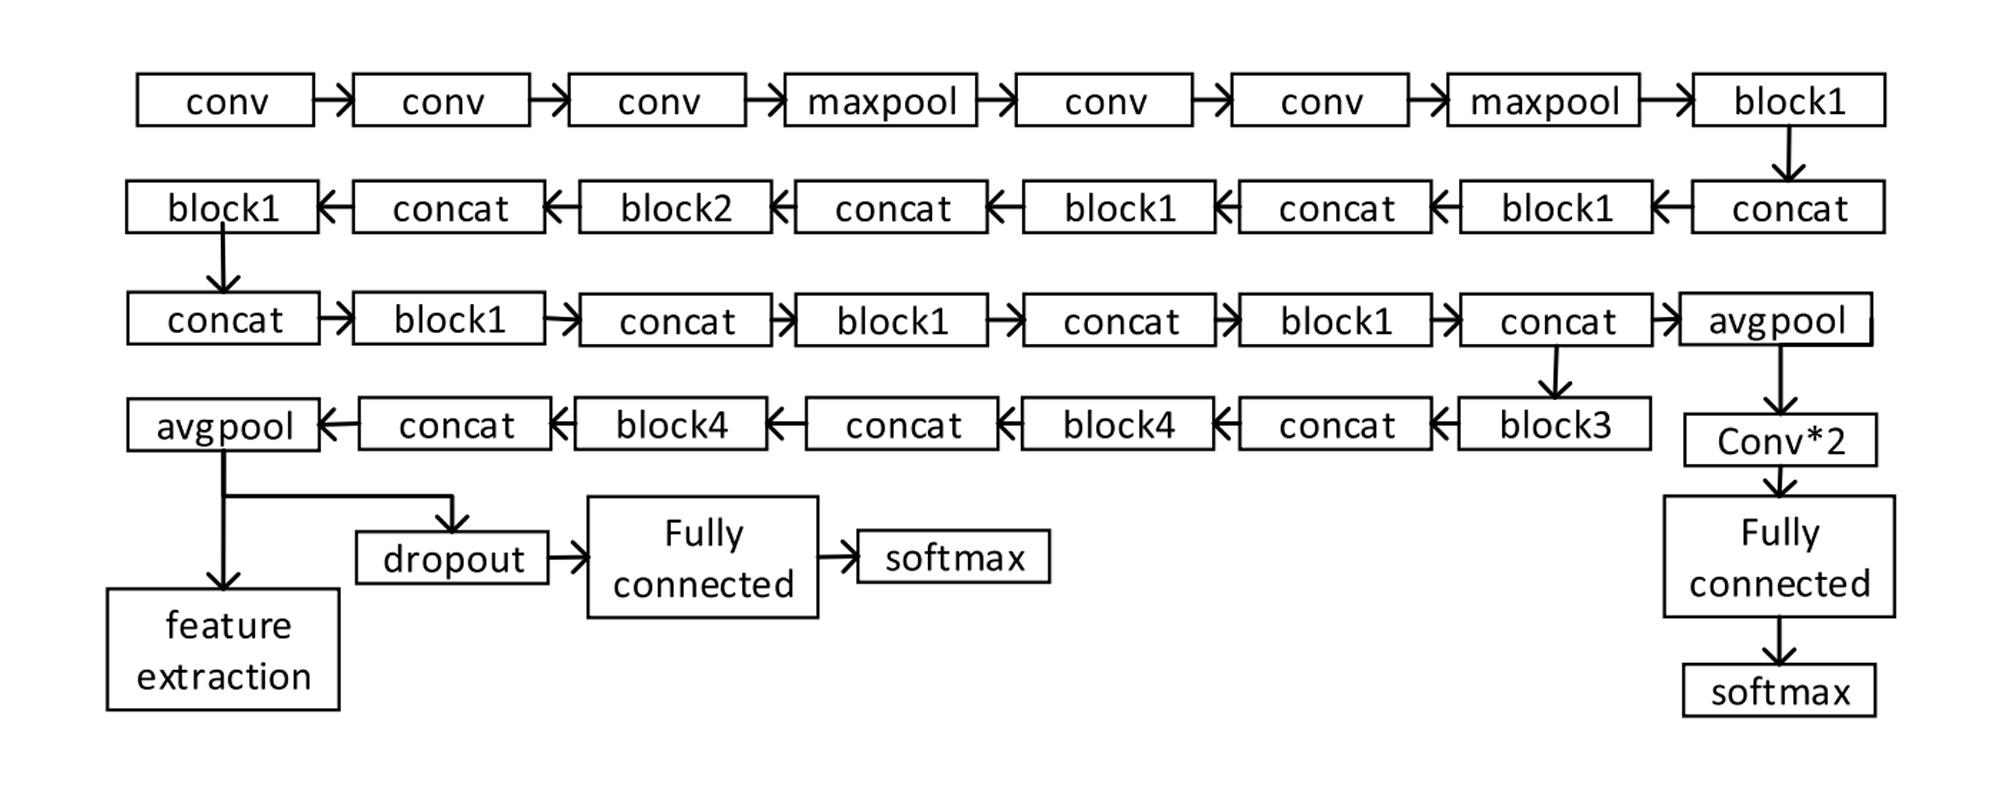 conv conv conv maxpool conv conv maxpool block1
block1 concat block2 concat block1 concat block1 concat
concat block1 concat block1 concat block1 concat avgpool
avgpool concat block4 concat block4 concat block3 Conv*2
dropout Fully connected softmax Fully connected
feature extraction softmax